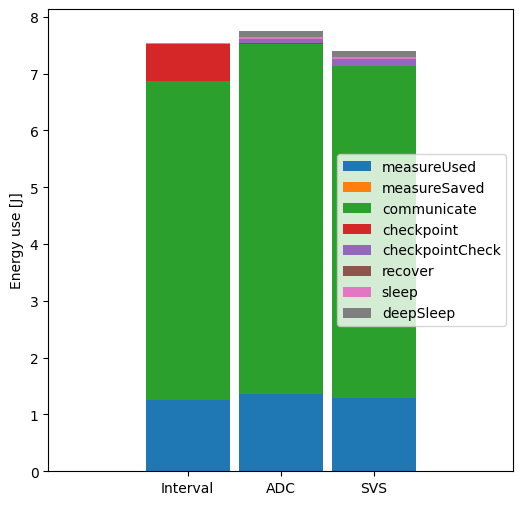 8
7
6
5
4
3
2
1
0
Energy use [J]
measureUsed
measureSaved
communicate
checkpoint
checkpointCheck
recover
sleep
deepSleep
Interval ADC SVS